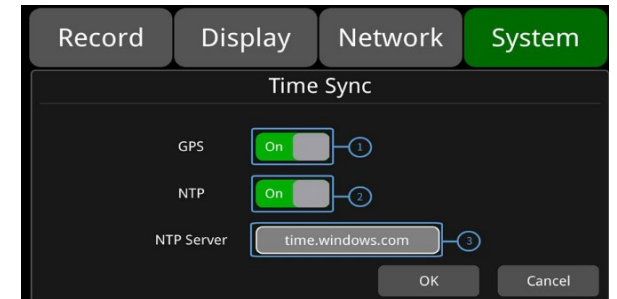 Record Display Network System
Time Sync
GPS On 1
NTP On 2
NTP Server time.windows.com 3
OK Cancel